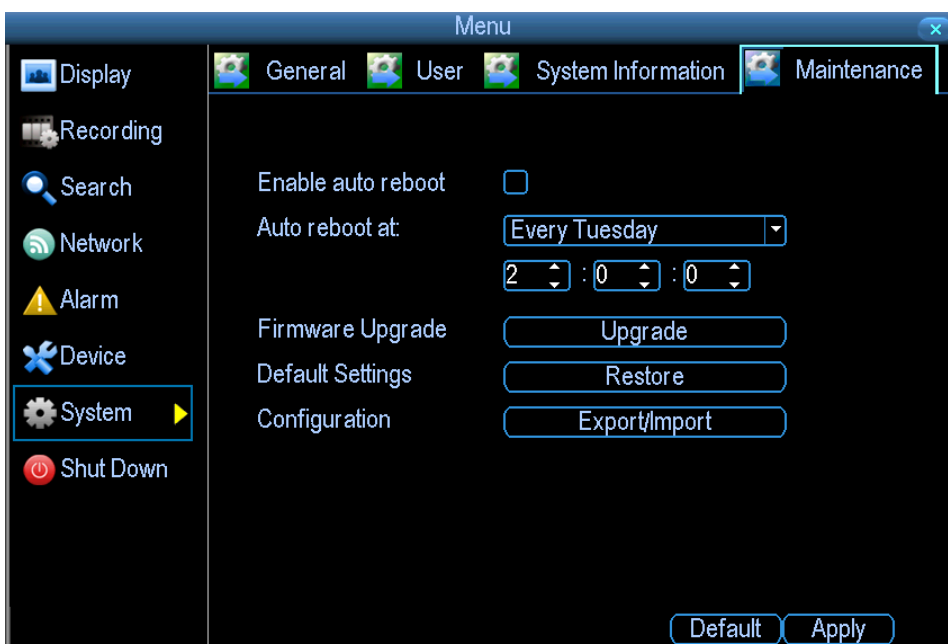 Menu
Display
Recording
Search
Network
Alarm
Device
System
Shut Down
General User System Information Maintenance
Enable auto reboot
Auto reboot at: Every Tuesday
2 : 0 : 0
Firmware Upgrade Upgrade
Default Settings Restore
Configuration Export/Import
Default Apply